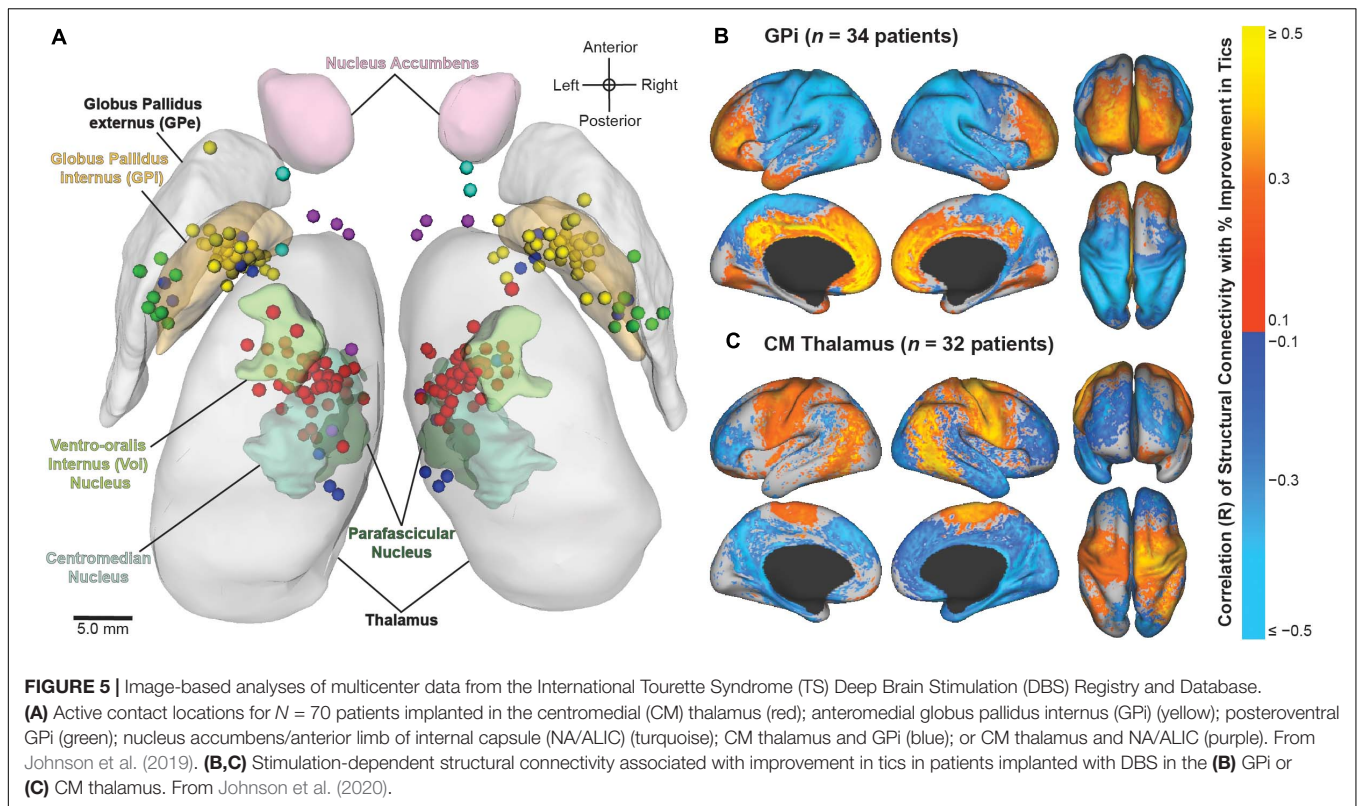 A
Nucleus Accumbens
Anterior
Left
Right
Posterior
Globus Pallidus
externus (GPe)
Globus Pallidus
Internus (GPI)
Ventro-oralis
Internus (VoI)
Nucleus
Centromedian
Nucleus
Parafascicular
Nucleus
Thalamus
5.0 mm
B GPi (n = 34 patients)
C CM Thalamus (n = 32 patients)
Correlation (R) of Structural Connectivity with % Improvement in Tics
≥ 0.5
0.3
0.1
−0.1
−0.3
≤ −0.5
FIGURE 5 | Image-based analyses of multicenter data from the International Tourette Syndrome (TS) Deep Brain Stimulation (DBS) Registry and Database.
(A) Active contact locations for N = 70 patients implanted in the centromedial (CM) thalamus (red); anteromedial globus pallidus internus (GPi) (yellow); posteroventral
GPi (green); nucleus accumbens/anterior limb of internal capsule (NA/ALIC) (turquoise); CM thalamus and GPi (blue); or CM thalamus and NA/ALIC (purple). From
Johnson et al. (2019). (B,C) Stimulation-dependent structural connectivity associated with improvement in tics in patients implanted with DBS in the (B) GPi or
(C) CM thalamus. From Johnson et al. (2020).